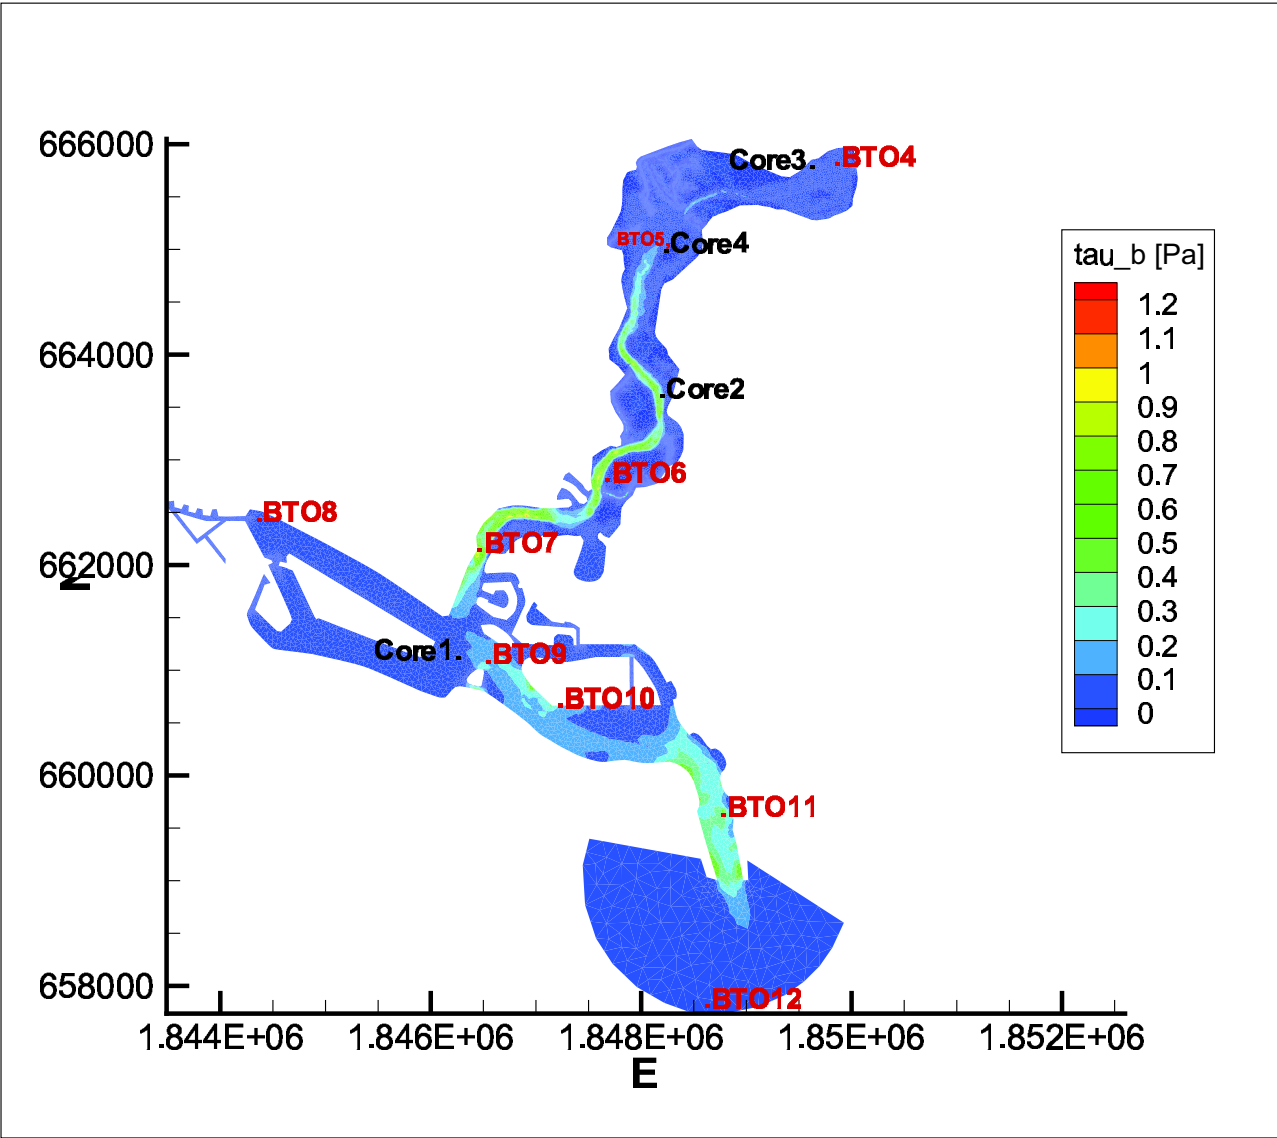 666000
Core3.
.BTO4
BTO5.
.Core4
tau_b [Pa]
1.2
1.1
1
0.9
0.8
0.7
0.6
0.5
0.4
0.3
0.2
0.1
0
664000
.Core2
.BTO6
.BTO8
.BTO7
662000
N
Core1.
.BTO9
.BTO10
660000
.BTO11
658000
.BTO12
1.844E+06
1.846E+06
1.848E+06
1.85E+06
1.852E+06
E